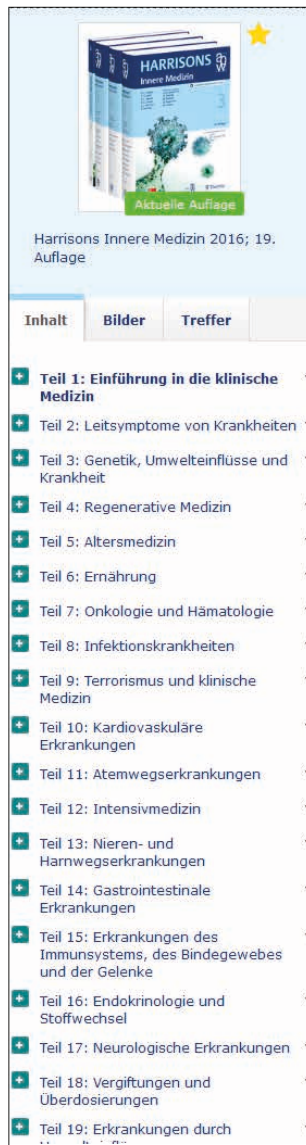 HARRISONS
Innere Medizin
Aktuelle Auflage
Harrisons Innere Medizin 2016; 19.
Auflage
Inhalt Bilder Treffer
Teil 1: Einführung in die klinische
Medizin
Teil 2: Leitsymptome von Krankheiten
Teil 3: Genetik, Umwelteinflüsse und
Krankheit
Teil 4: Regenerative Medizin
Teil 5: Altersmedizin
Teil 6: Ernährung
Teil 7: Onkologie und Hämatologie
Teil 8: Infektionskrankheiten
Teil 9: Terrorismus und klinische
Medizin
Teil 10: Kardiovaskuläre
Erkrankungen
Teil 11: Atemwegserkrankungen
Teil 12: Intensivmedizin
Teil 13: Nieren- und
Harnwegserkrankungen
Teil 14: Gastrointestinale
Erkrankungen
Teil 15: Erkrankungen des
Immunsystems, des Bindegewebes
und der Gelenke
Teil 16: Endokrinologie und
Stoffwechsel
Teil 17: Neurologische Erkrankungen
Teil 18: Vergiftungen und
Überdosierungen
Teil 19: Erkrankungen durch